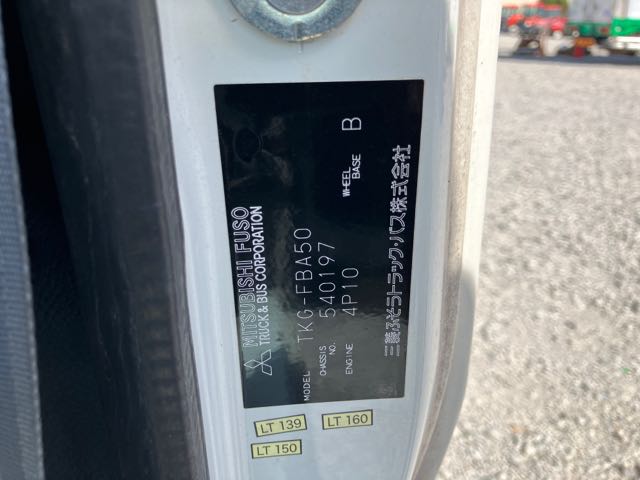 MITSUBISHI FUSO
TRUCK & BUS CORPORATION
MODEL TKG-FBA50
CHASSIS NO. 540197
ENGINE 4P10 WHEEL BASE B
三菱ふそうトラック・バス株式会社
LT 139
LT 160
LT 150